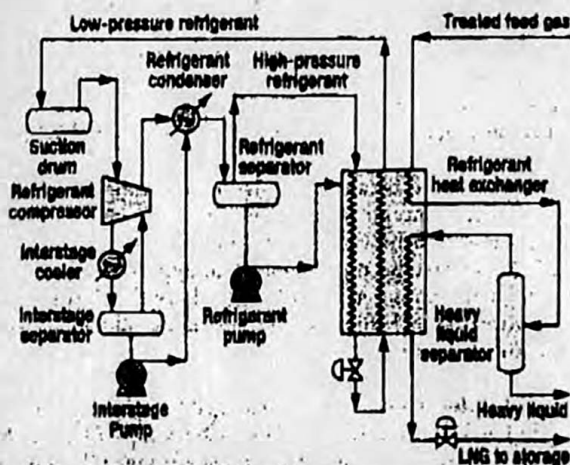 Low-pressure refrigerant
Treated feed gas
Refrigerant
condenser
High-pressure
refrigerant
Suction
drum
Refrigerant
separator
Refrigerant
heat exchanger
Refrigerant
compressor
Interstage
cooler
Interstage
separator
Refrigerant
pump
Heavy
liquid
separator
Interstage
Pump
Heavy liquid
LNG to storage